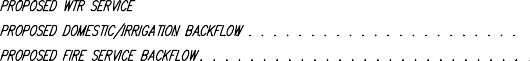 PROPOSED WTR SERVICE
PROPOSED DOMESTIC/IRRIGATION BACKFLOW . . . . . . . . . . . . . . . . . . . . . .
PROPOSED FIRE SERVICE BACKFLOW. . . . . . . . . . . . . . . . . . . . . . . . . .